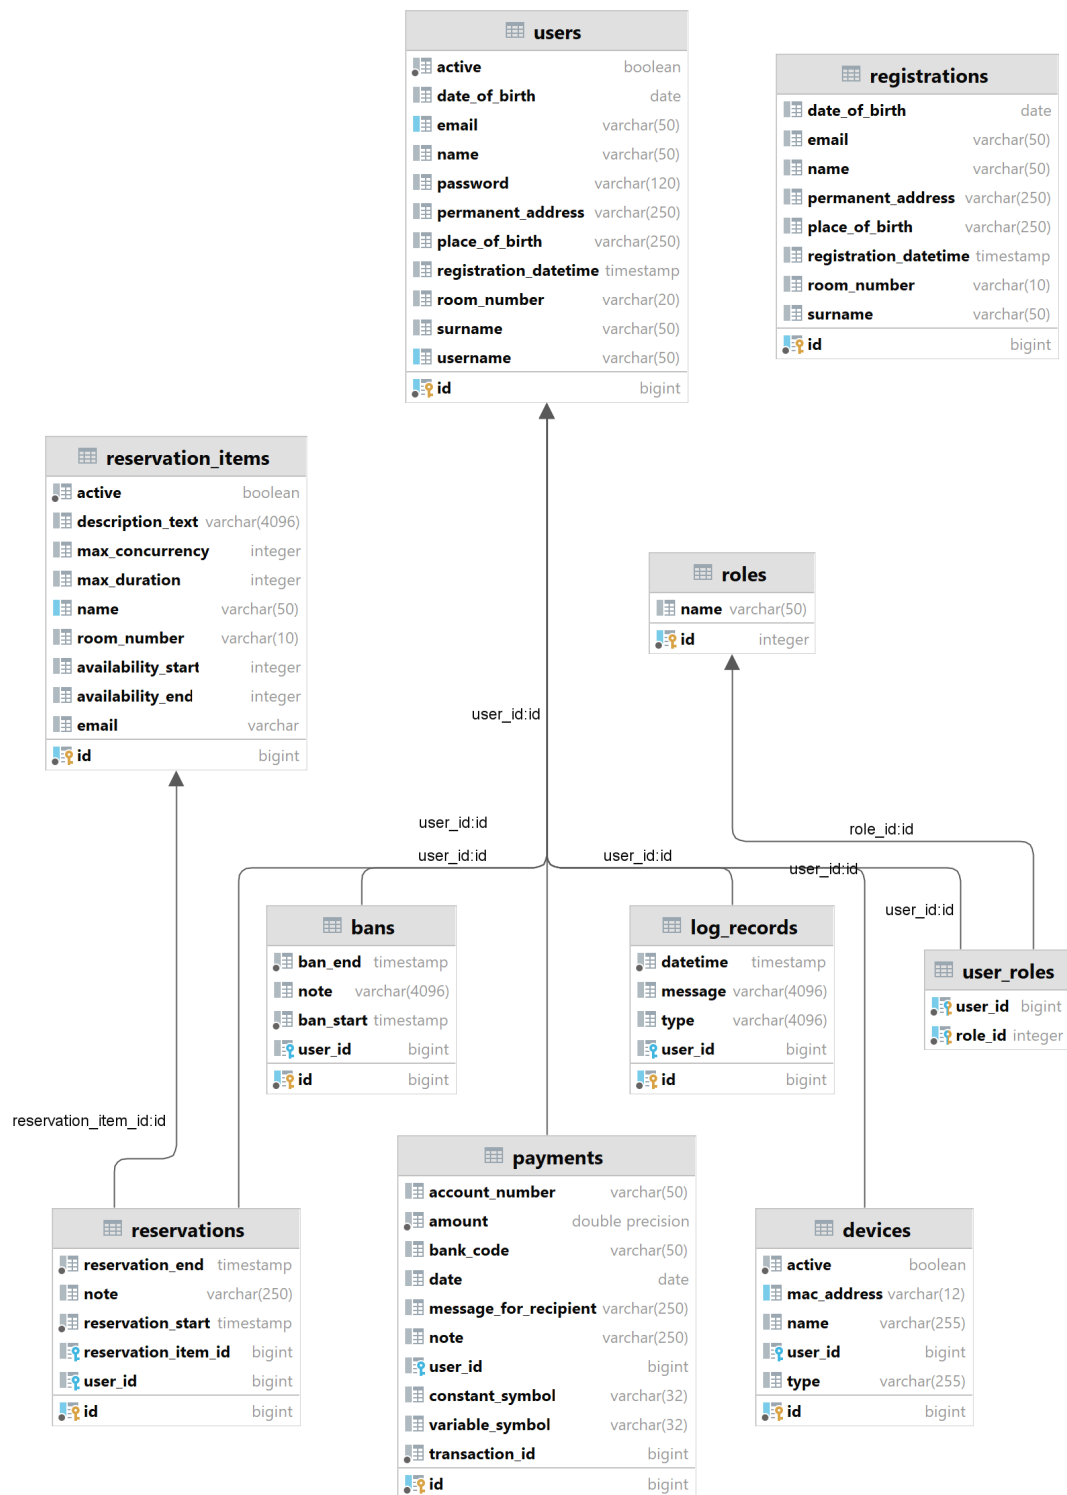 users
active boolean
date_of_birth date
email varchar(50)
name varchar(50)
password varchar(120)
permanent_address varchar(250)
place_of_birth varchar(250)
registration_datetime timestamp
room_number varchar(20)
surname varchar(50)
username varchar(50)
id bigint
registrations
date_of_birth date
email varchar(50)
name varchar(50)
permanent_address varchar(250)
place_of_birth varchar(250)
registration_datetime timestamp
room_number varchar(10)
surname varchar(50)
id bigint
reservation_items
active boolean
description_text varchar(4096)
max_concurrency integer
max_duration integer
name varchar(50)
room_number varchar(10)
availability_start integer
availability_end integer
email varchar
id bigint
roles
name varchar(50)
id integer
user_id:id
user_id:id
role_id:id
user_id:id
user_id:id
user_id:id
user_id:id
bans
ban_end timestamp
note varchar(4096)
ban_start timestamp
user_id bigint
id bigint
log_records
datetime timestamp
message varchar(4096)
type varchar(4096)
user_id bigint
id bigint
user_roles
user_id bigint
role_id integer
reservation_item_id:id
reservations
reservation_end timestamp
note varchar(250)
reservation_start timestamp
reservation_item_id bigint
user_id bigint
id bigint
payments
account_number varchar(50)
amount double precision
bank_code varchar(50)
date date
message_for_recipient varchar(250)
note varchar(250)
user_id bigint
constant_symbol varchar(32)
variable_symbol varchar(32)
transaction_id bigint
id bigint
devices
active boolean
mac_address varchar(12)
name varchar(255)
user_id bigint
type varchar(255)
id bigint